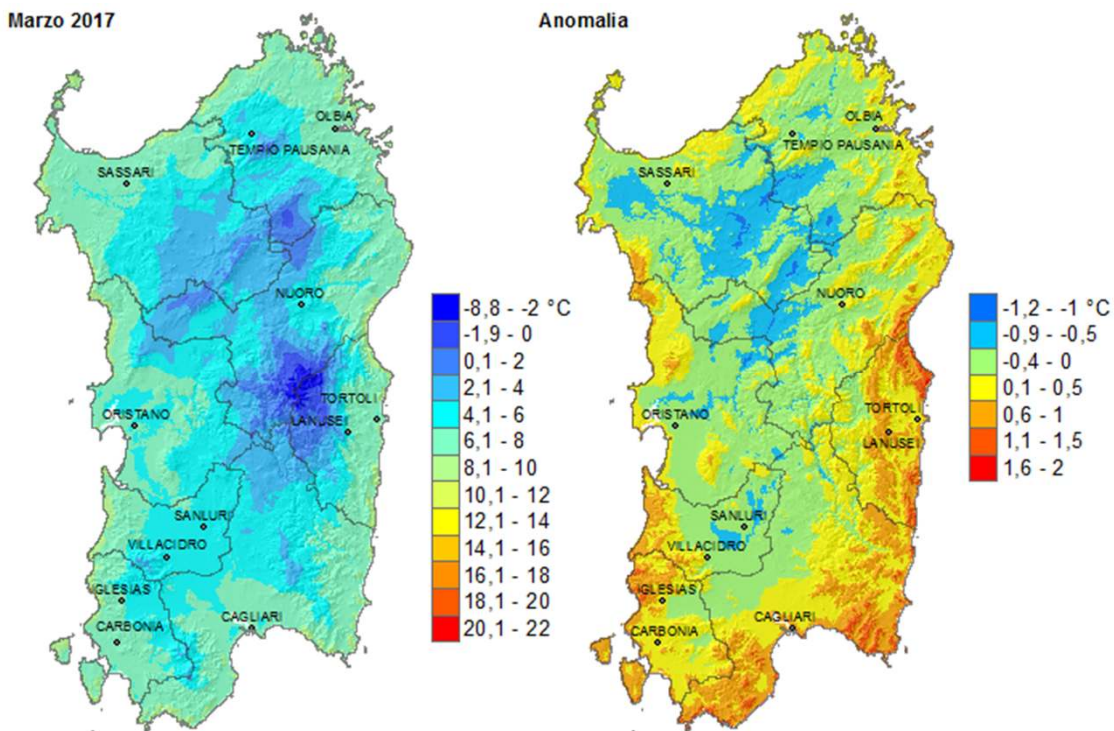 Marzo 2017
OLBIA
TEMPIO PAUSANIA
SASSARI
NUORO
TORTOLI
ORISTANO
LANUSEI
SANLURI
VILLACIDRO
IGLESIAS
CAGLIARI
CARBONIA
-8,8 - -2 °C
-1,9 - 0
0,1 - 2
2,1 - 4
4,1 - 6
6,1 - 8
8,1 - 10
10,1 - 12
12,1 - 14
14,1 - 16
16,1 - 18
18,1 - 20
20,1 - 22
Anomalia
OLBIA
TEMPIO PAUSANIA
SASSARI
NUORO
TORTOLI
ORISTANO
LANUSEI
SANLURI
VILLACIDRO
IGLESIAS
CAGLIARI
CARBONIA
-1,2 - -1 °C
-0,9 - -0,5
-0,4 - 0
0,1 - 0,5
0,6 - 1
1,1 - 1,5
1,6 - 2